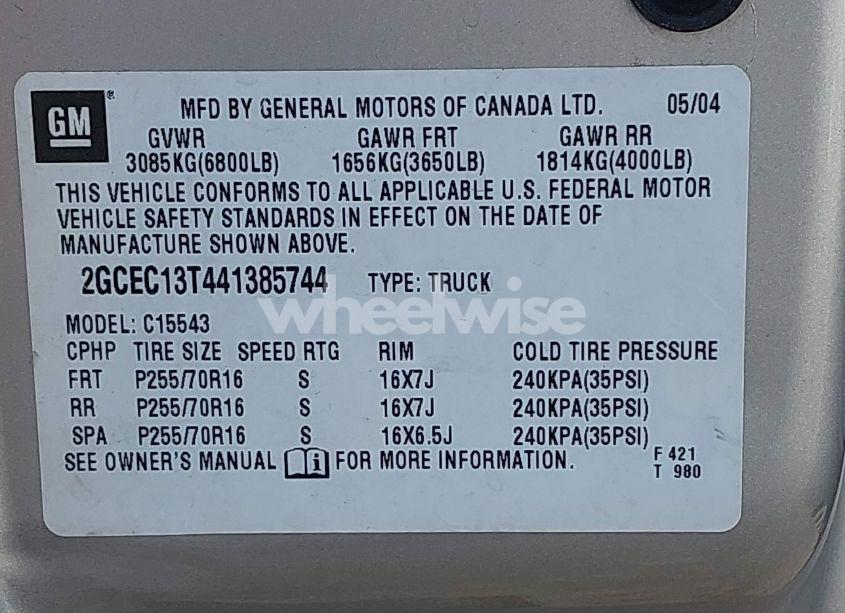 GM® MFD BY GENERAL MOTORS OF CANADA LTD. 05/04
GVWR GAWR FRT GAWR RR
3085KG(6800LB) 1656KG(3650LB) 1814KG(4000LB)
THIS VEHICLE CONFORMS TO ALL APPLICABLE U.S. FEDERAL MOTOR
VEHICLE SAFETY STANDARDS IN EFFECT ON THE DATE OF
MANUFACTURE SHOWN ABOVE.
2GCEC13T441385744 TYPE: TRUCK
wheelwise
MODEL: C15543
CPHP TIRE SIZE SPEED RTG RIM COLD TIRE PRESSURE
FRT P255/70R16 S 16X7J 240KPA(35PSI)
RR P255/70R16 S 16X7J 240KPA(35PSI)
SPA P255/70R16 S 16X6.5J 240KPA(35PSI)
SEE OWNER'S MANUAL i FOR MORE INFORMATION. F 421
T 980